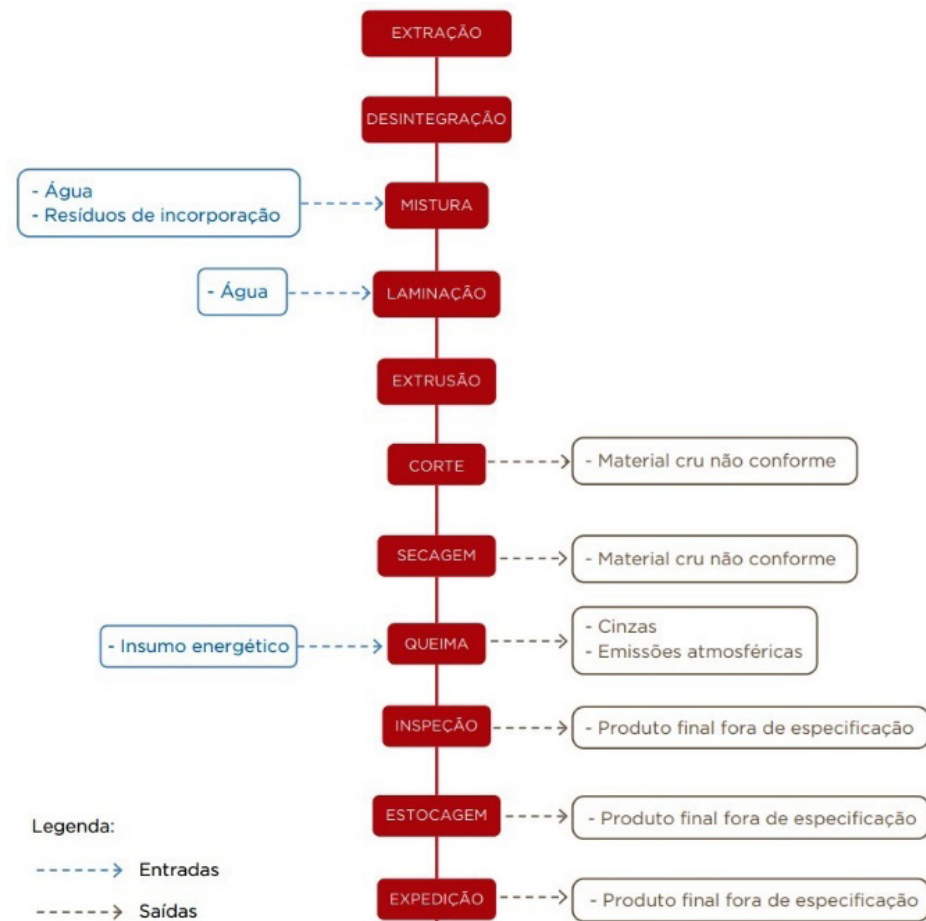 EXTRAÇÃO
DESINTEGRAÇÃO
- Água
- Resíduos de incorporação
MISTURA
- Água
LAMINAÇÃO
EXTRUSÃO
CORTE
- Material cru não conforme
SECAGEM
- Material cru não conforme
- Insumo energético
QUEIMA
- Cinzas
- Emissões atmosféricas
INSPEÇÃO
- Produto final fora de especificação
ESTOCAGEM
- Produto final fora de especificação
Legenda:
Entradas
Saídas
EXPEDIÇÃO
- Produto final fora de especificação